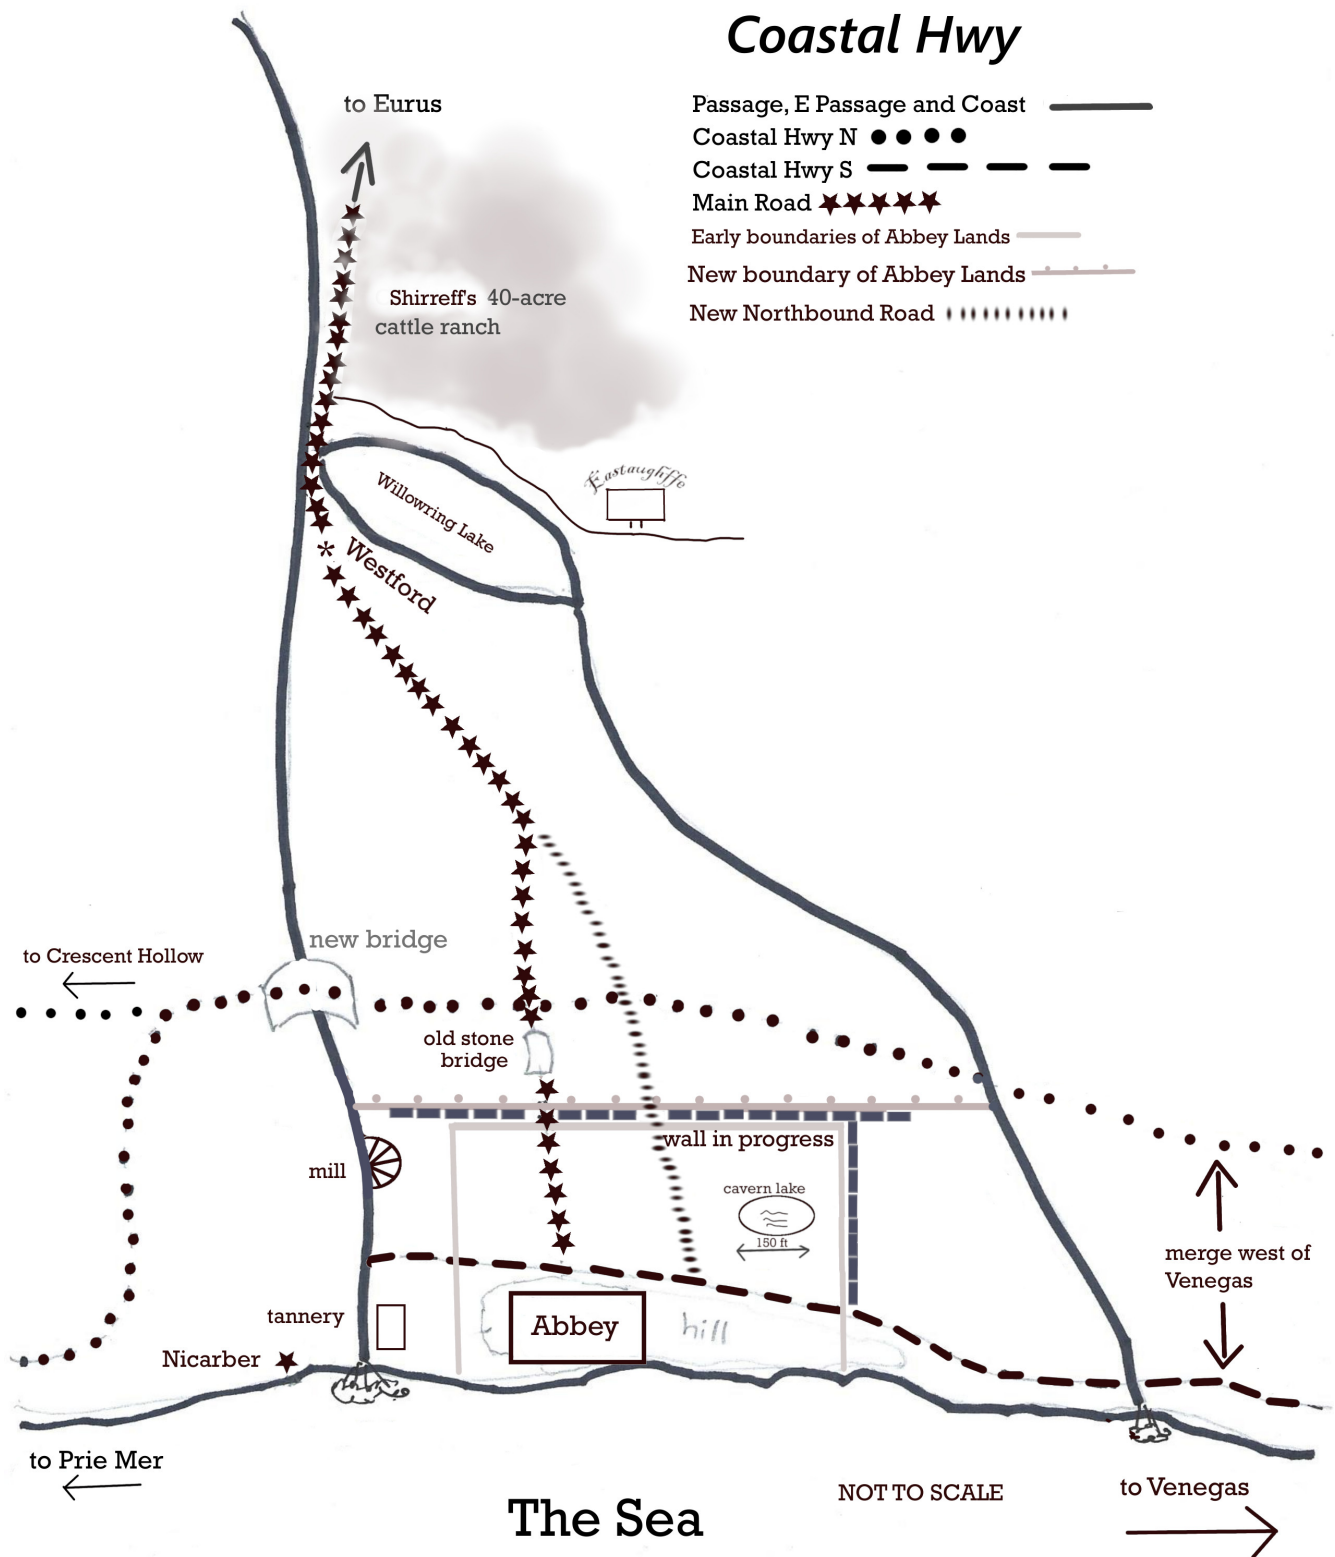 Coastal Hwy
Passage, E Passage and Coast
Coastal Hwy N
Coastal Hwy S
Main Road
Early boundaries of Abbey Lands
New boundary of Abbey Lands
New Northbound Road
to Eurus
Shirreff's 40-acre
cattle ranch
Eastaughffe
Willowring Lake
Westford
new bridge
to Crescent Hollow
old stone
bridge
wall in progress
mill
cavern lake
150 ft
merge west of
Venegas
tannery
Abbey
hill
Nicarber
to Prie Mer
The Sea
NOT TO SCALE
to Venegas